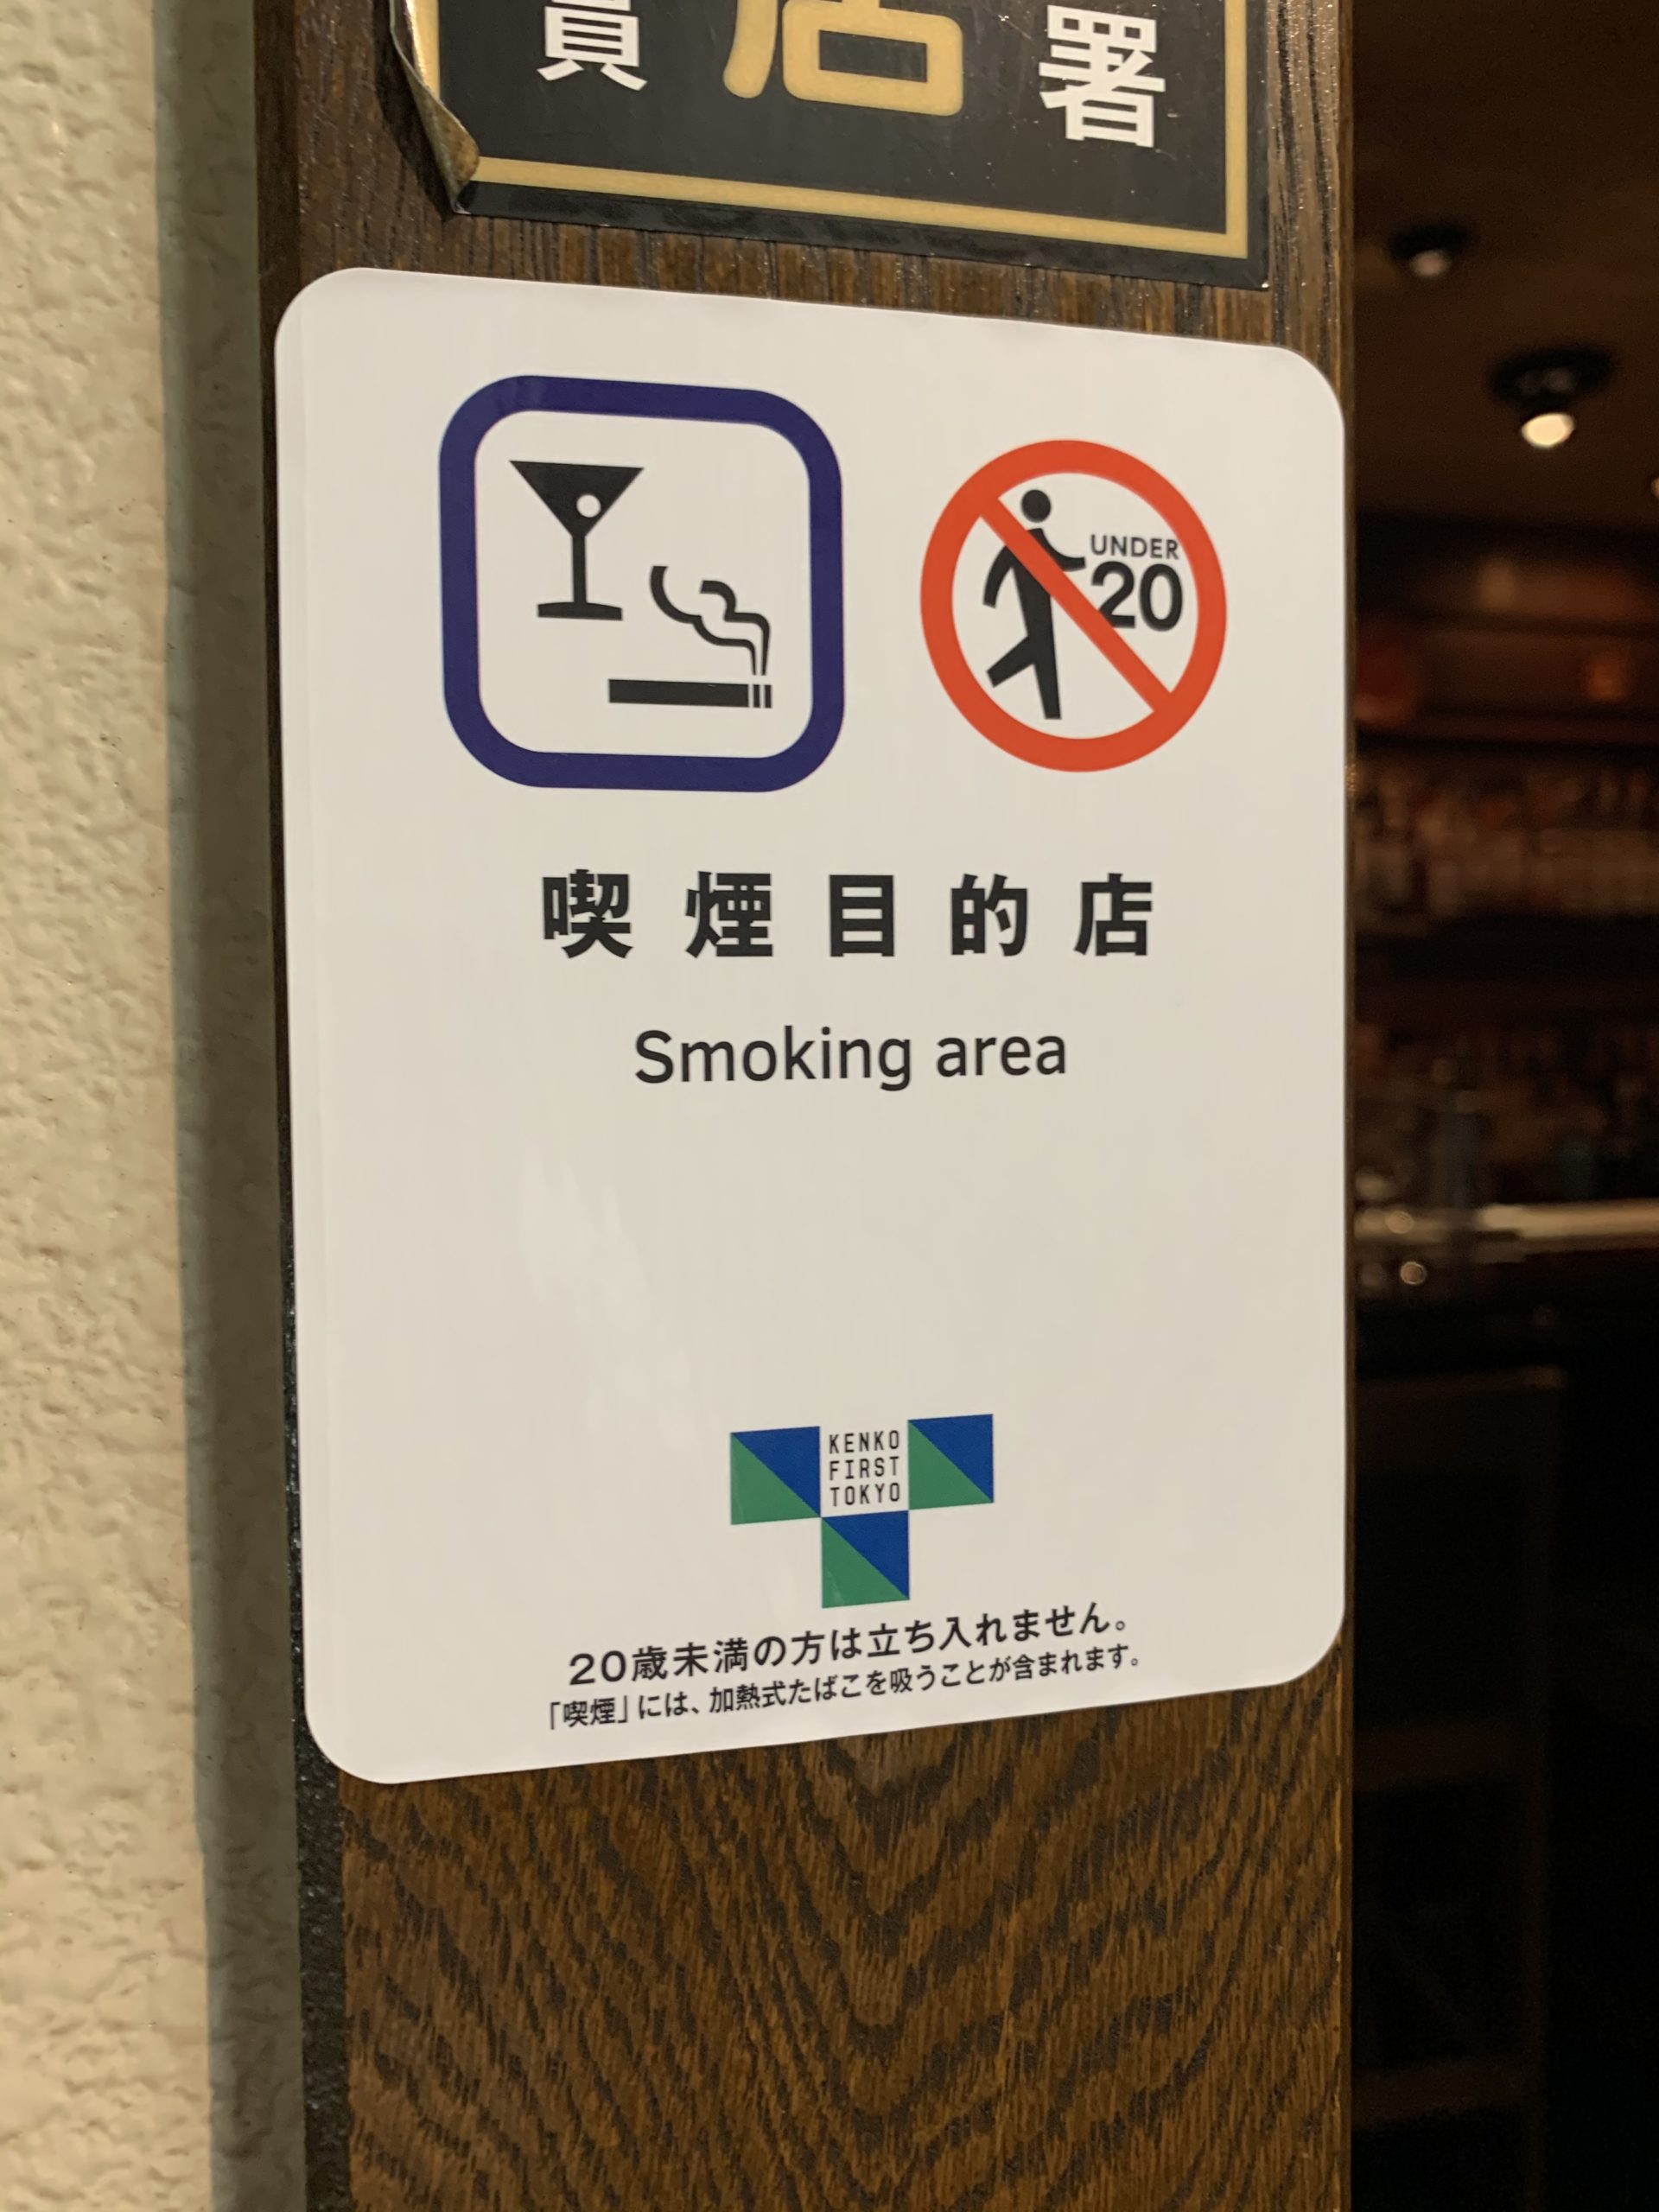 員 店 署
UNDER
20
喫煙目的店
Smoking area
KENKO
FIRST
TOKYO
20歳未満の方は立ち入れません。
「喫煙」には、加熱式たばこを吸うことが含まれます。